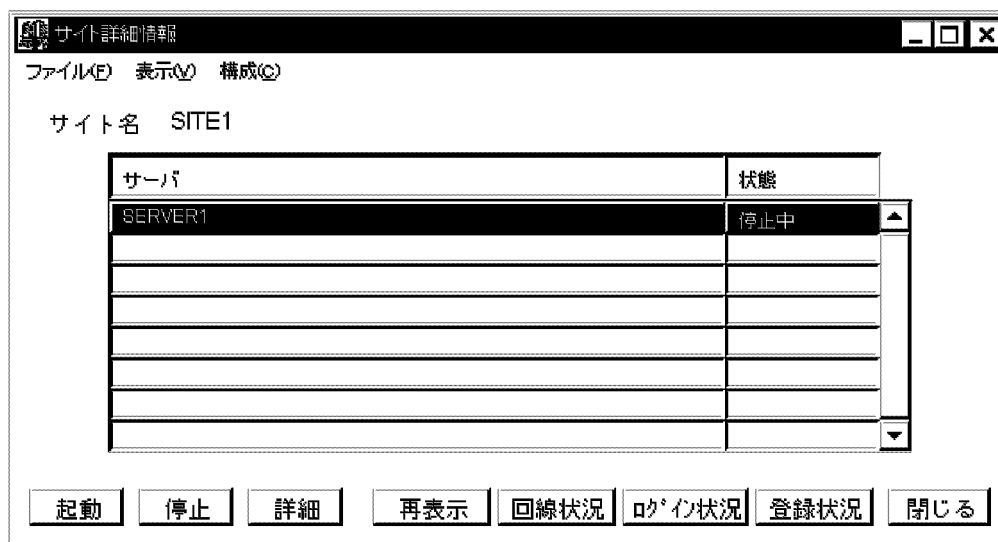 サイト詳細情報
ファイル(F) 表示(V) 構成(C)
サイト名 SITE1
サーバ 状態
SERVER1 停止中
起動 停止 詳細 再表示 回線状況 ﾛｸﾞｲﾝ状況 登録状況 閉じる